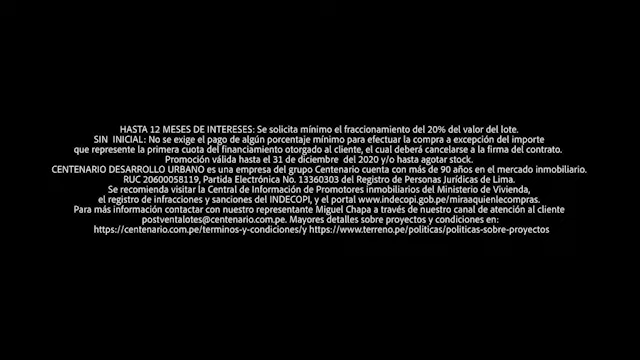 HASTA 12 MESES DE INTERESES: Se solicita mínimo el fraccionamiento del 20% del valor del lote.
SIN INICIAL: No se exige el pago de algún porcentaje mínimo para efectuar la compra a excepción del importe
que represente la primera cuota del financiamiento otorgado al cliente, el cual deberá cancelarse a la firma del contrato.
Promoción válida hasta el 31 de diciembre del 2020 y/o hasta agotar stock.
CENTENARIO DESARROLLO URBANO es una empresa del grupo Centenario cuenta con más de 90 años en el mercado inmobiliario.
RUC 20600058119, Partida Electrónica No. 13360303 del Registro de Personas Jurídicas de Lima.
Se recomienda visitar la Central de Información de Promotores inmobiliarios del Ministerio de Vivienda,
el registro de infracciones y sanciones del INDECOPI, y el portal www.indecopi.gob.pe/miraaquienlecompras.
Para más información contactar con nuestro representante Miguel Chapa a través de nuestro canal de atención al cliente
postventalotes@centenario.com.pe. Mayores detalles sobre proyectos y condiciones en:
https://centenario.com.pe/terminos-y-condiciones/y https://www.terreno.pe/politicas/politicas-sobre-proyectos